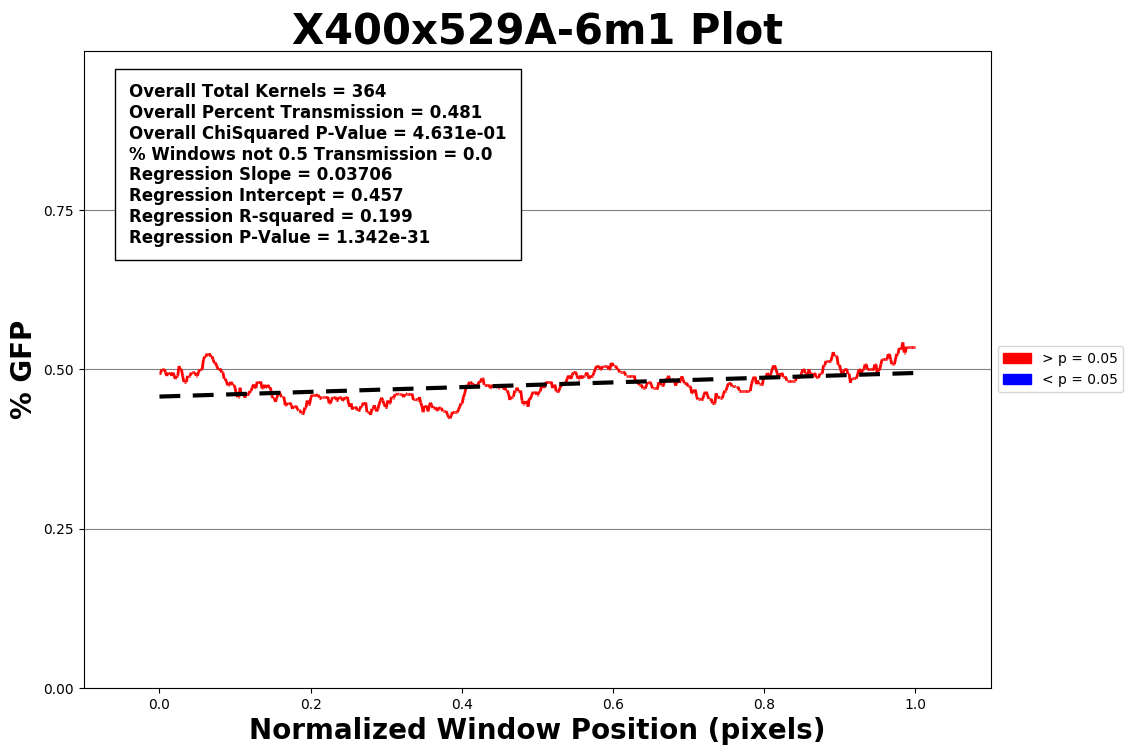 X400x529A-6m1 Plot
Overall Total Kernels = 364
Overall Percent Transmission = 0.481
Overall ChiSquared P-Value = 4.631e-01
% Windows not 0.5 Transmission = 0.0
Regression Slope = 0.03706
Regression Intercept = 0.457
Regression R-squared = 0.199
Regression P-Value = 1.342e-31
% GFP
0.75
0.50
0.25
0.00
> p = 0.05
< p = 0.05
0.0 0.2 0.4 0.6 0.8 1.0
Normalized Window Position (pixels)